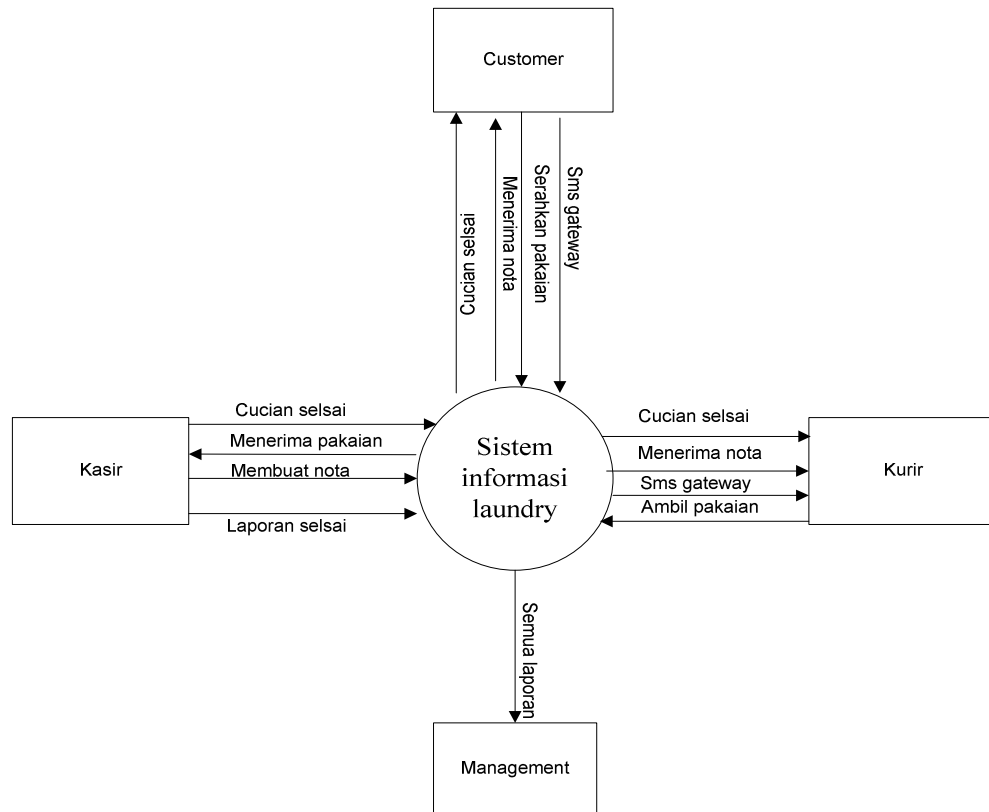 Customer
Cucian selsai
Menerima nota
Serahkan pakaian
Sms gateway
Kasir
Cucian selsai
Menerima pakaian
Membuat nota
Laporan selsai
Sistem
informasi
laundry
Cucian selsai
Menerima nota
Sms gateway
Ambil pakaian
Kurir
Semua laporan
Management